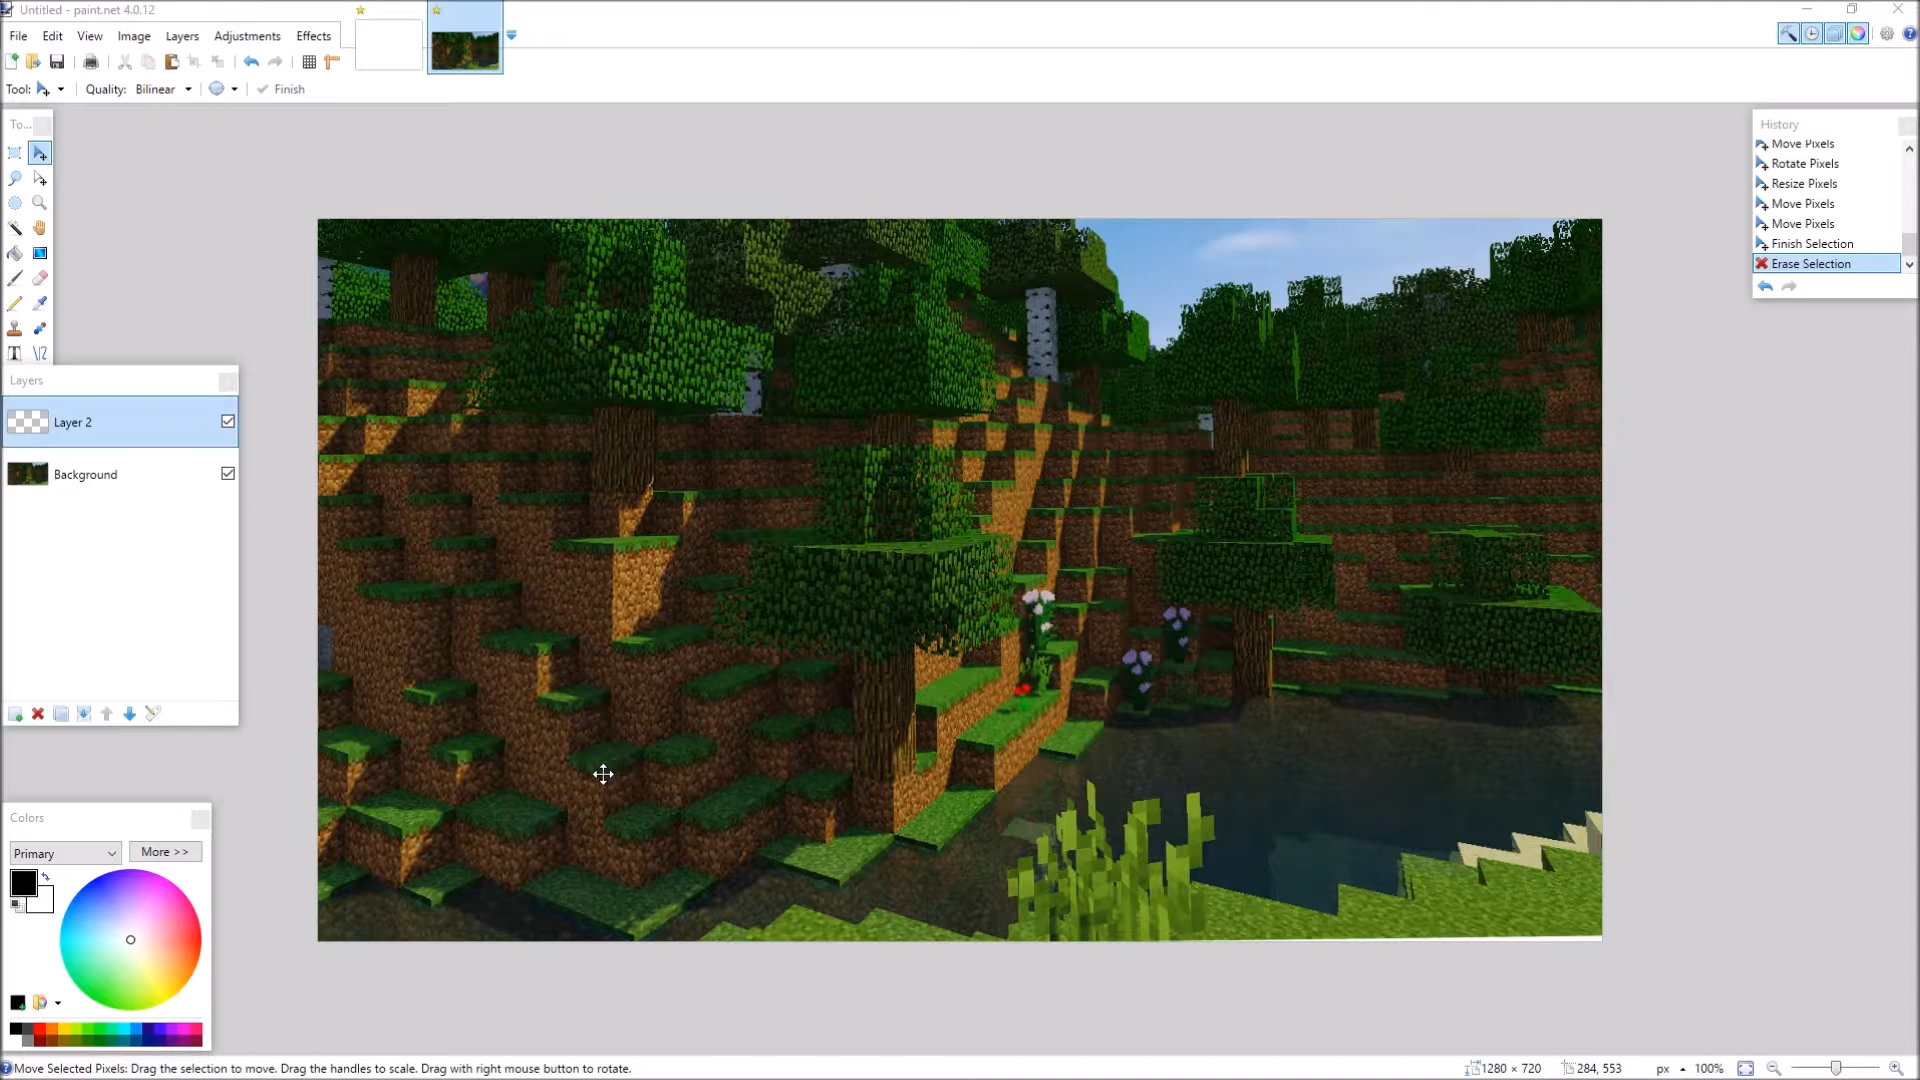 Untitled - paint.net 4.0.12
File Edit View Image Layers Adjustments Effects
Tool: Quality: Bilinear Finish
To...
History
Move Pixels
Rotate Pixels
Resize Pixels
Move Pixels
Move Pixels
Finish Selection
Erase Selection
Layers
Layer 2
Background
Colors
Primary More >>
Move Selected Pixels: Drag the selection to move. Drag the handles to scale. Drag with right mouse button to rotate. 1280 × 720 284, 553 px 100%